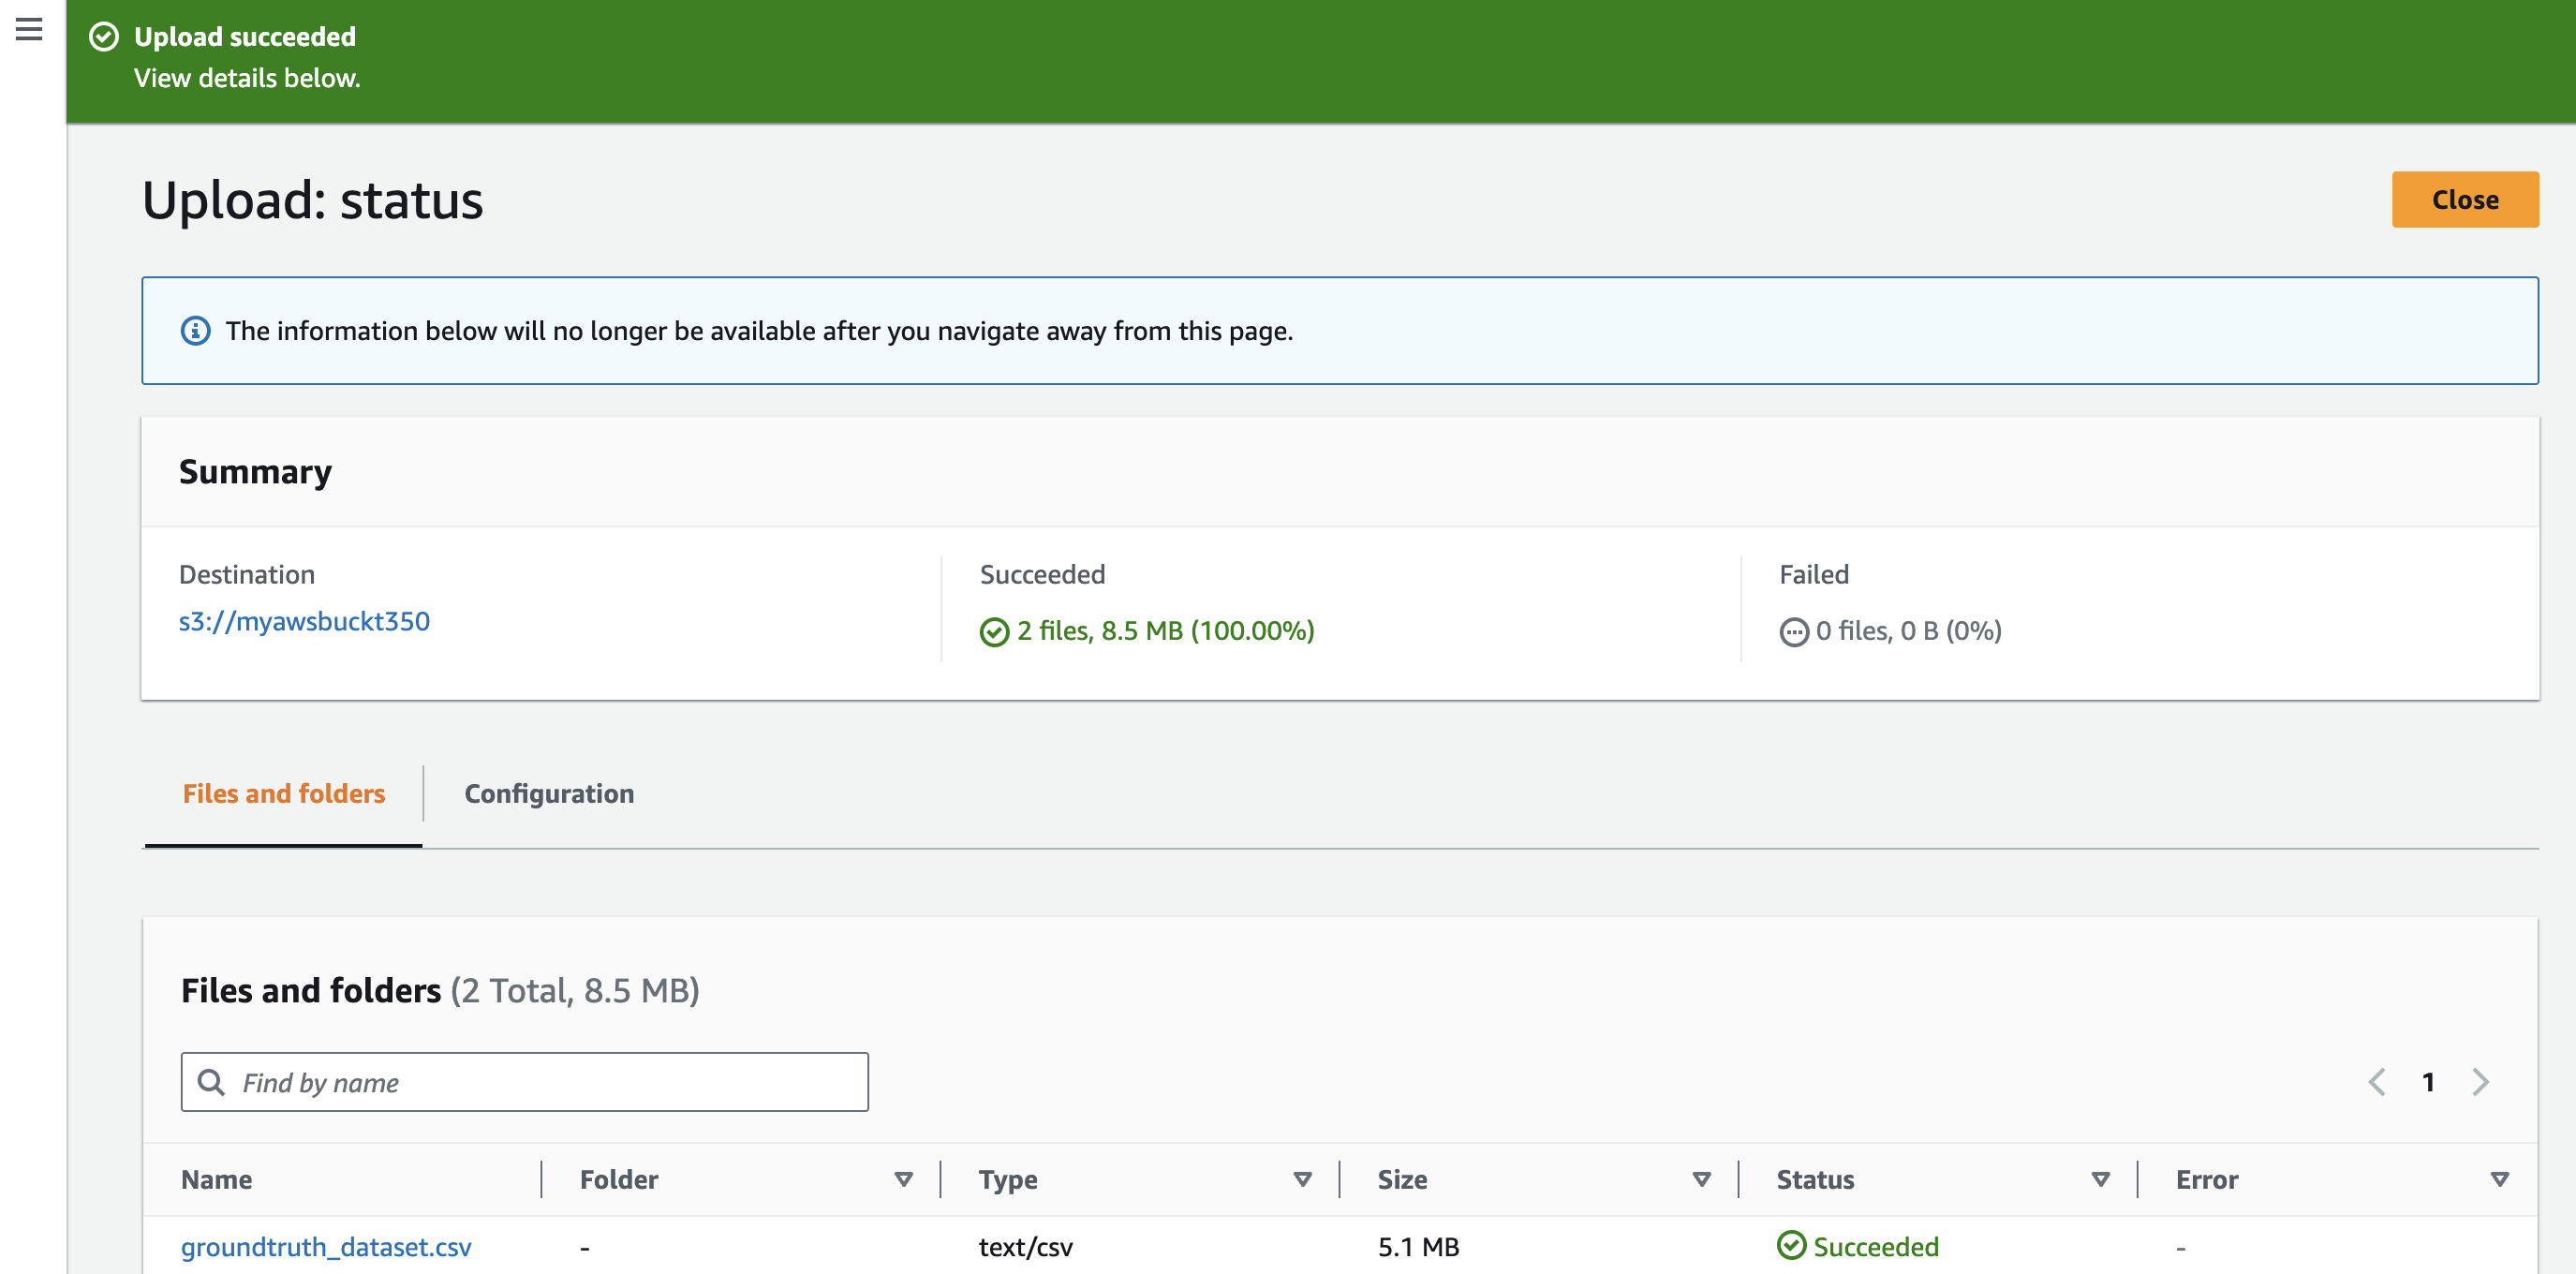 Upload succeeded
View details below.
Upload: status
Close
The information below will no longer be available after you navigate away from this page.
Summary
Destination
s3://myawsbuckt350
Succeeded
2 files, 8.5 MB (100.00%)
Failed
0 files, 0 B (0%)
Files and folders
Configuration
Files and folders (2 Total, 8.5 MB)
Find by name
1
Name Folder Type Size Status Error
groundtruth_dataset.csv - text/csv 5.1 MB Succeeded -